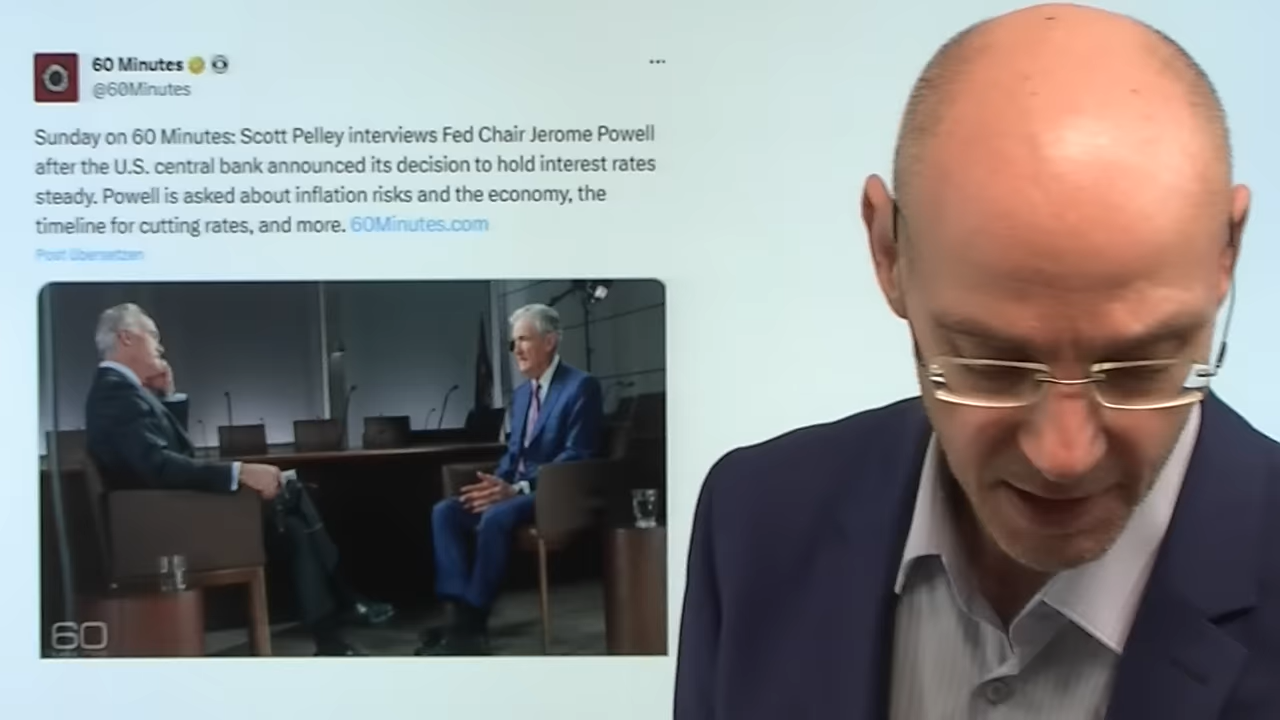 60 Minutes
@60Minutes
Sunday on 60 Minutes: Scott Pelley interviews Fed Chair Jerome Powell
after the U.S. central bank announced its decision to hold interest rates
steady. Powell is asked about inflation risks and the economy, the
timeline for cutting rates, and more. 60Minutes.com
Post übersetzen
60